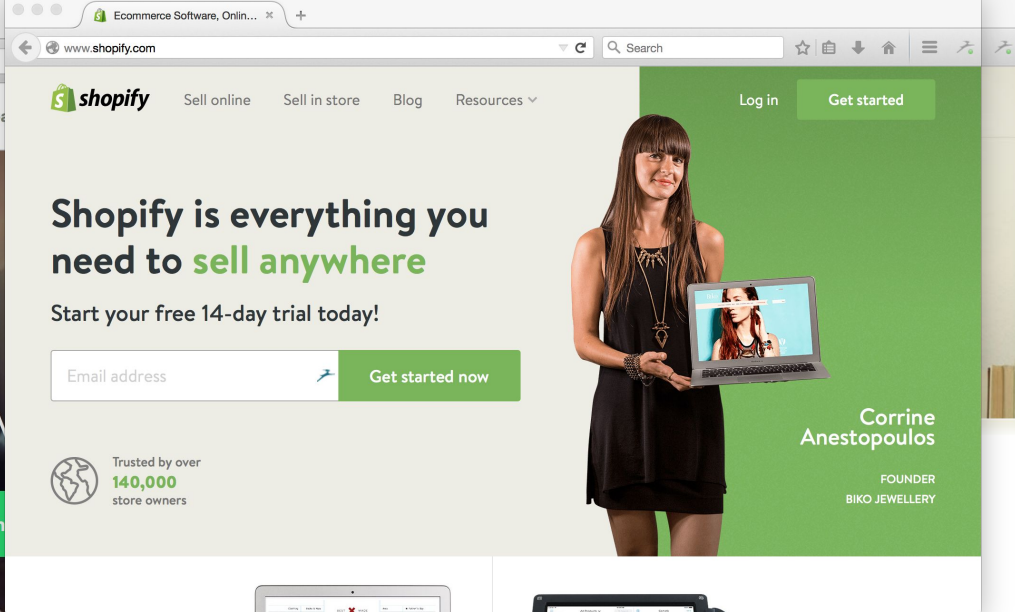 Ecommerce Software, Onlin...
www.shopify.com
Search
shopify
Sell online
Sell in store
Blog
Resources
Log in
Get started
Shopify is everything you
need to sell anywhere
Start your free 14-day trial today!
Email address
Get started now
Trusted by over
140,000
store owners
Corrine
Anestopoulos
FOUNDER
BIKO JEWELLERY